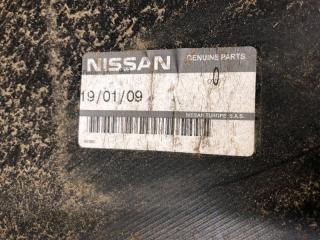 NISSAN
GENUINE PARTS
0
19/01/09
NISSAN EUROPE S.A.S.